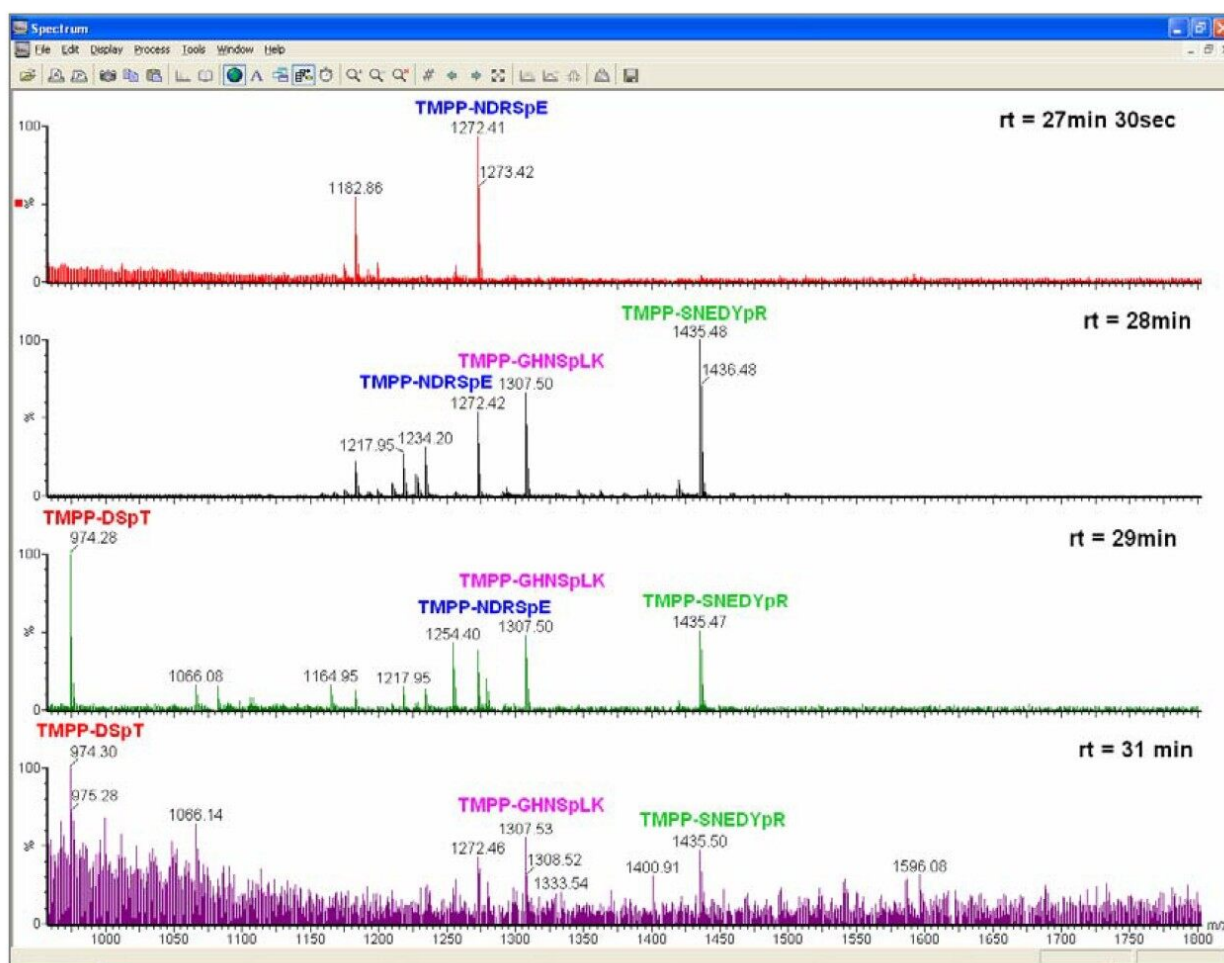 Spectrum
File Edit Display Process Tools Window Help
TMPP-NDRSpE
1272.41
rt = 27min 30sec
100
1273.42
1182.86
%
0
TMPP-SNEDYpR
1435.48
rt = 28min
100
TMPP-GHNSpLK
1307.50
TMPP-NDRSpE
1272.42
1436.48
%
1217.95
1234.20
0
TMPP-DSpT
974.28
rt = 29min
100
TMPP-GHNSpLK
TMPP-NDRSpE
TMPP-SNEDYpR
1254.40
1307.50
1435.47
%
1066.08
1164.95
1217.95
0
TMPP-DSpT
974.30
rt = 31 min
100
975.28
1066.14
TMPP-GHNSpLK
1307.53
TMPP-SNEDYpR
1435.50
%
1272.46
1308.52
1333.54
1400.91
1596.08
0
1000 1050 1100 1150 1200 1250 1300 1350 1400 1450 1500 1550 1600 1650 1700 1750 1800